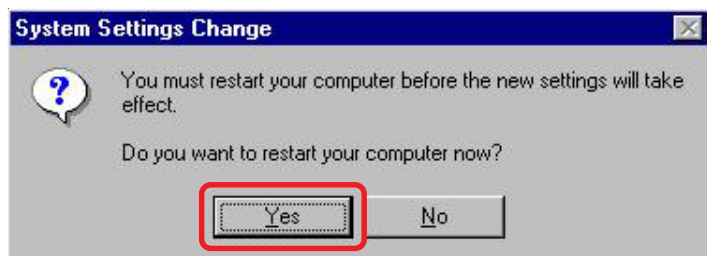 System Settings Change
You must restart your computer before the new settings will take
effect.
Do you want to restart your computer now?
Yes No